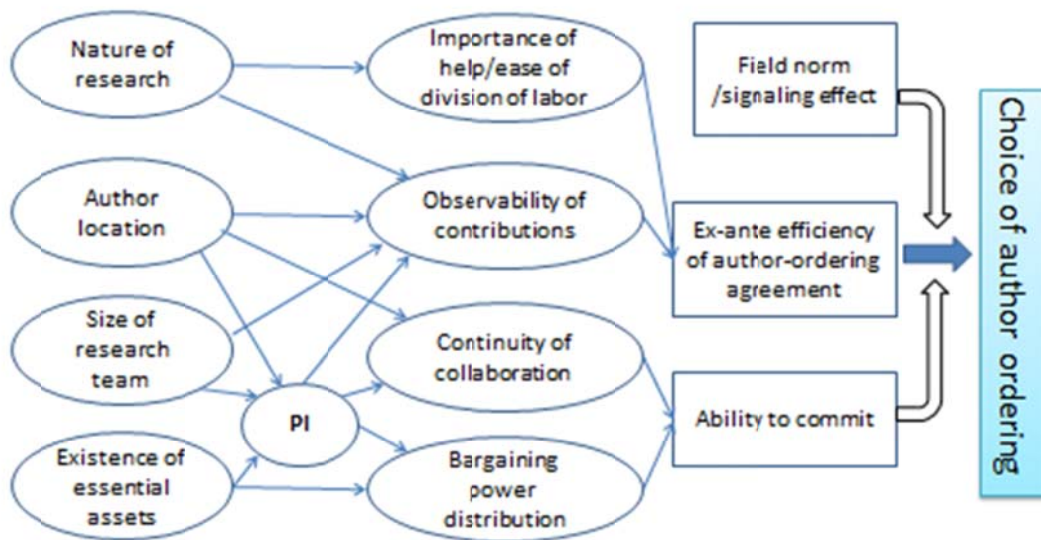 Nature of
research
Importance of
help/ease of
division of labor
Field norm
/signaling effect
Author
location
Observability of
contributions
Ex-ante efficiency
of author-ordering
agreement
Size of
research
team
Continuity of
collaboration
PI
Ability to commit
Existence of
essential
assets
Bargaining
power
distribution
Choice of author ordering